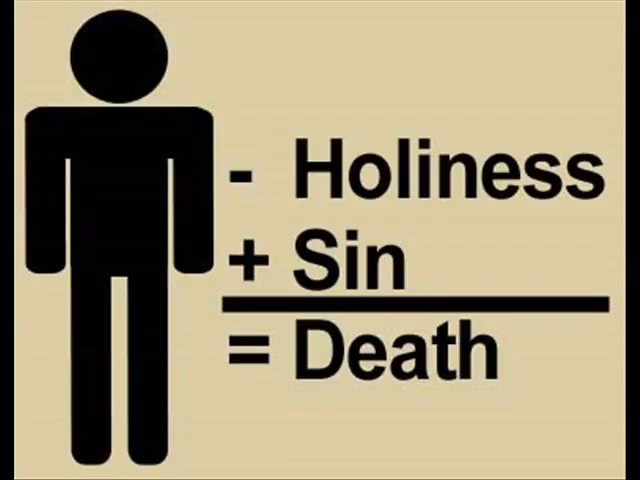 - Holiness
+ Sin
= Death